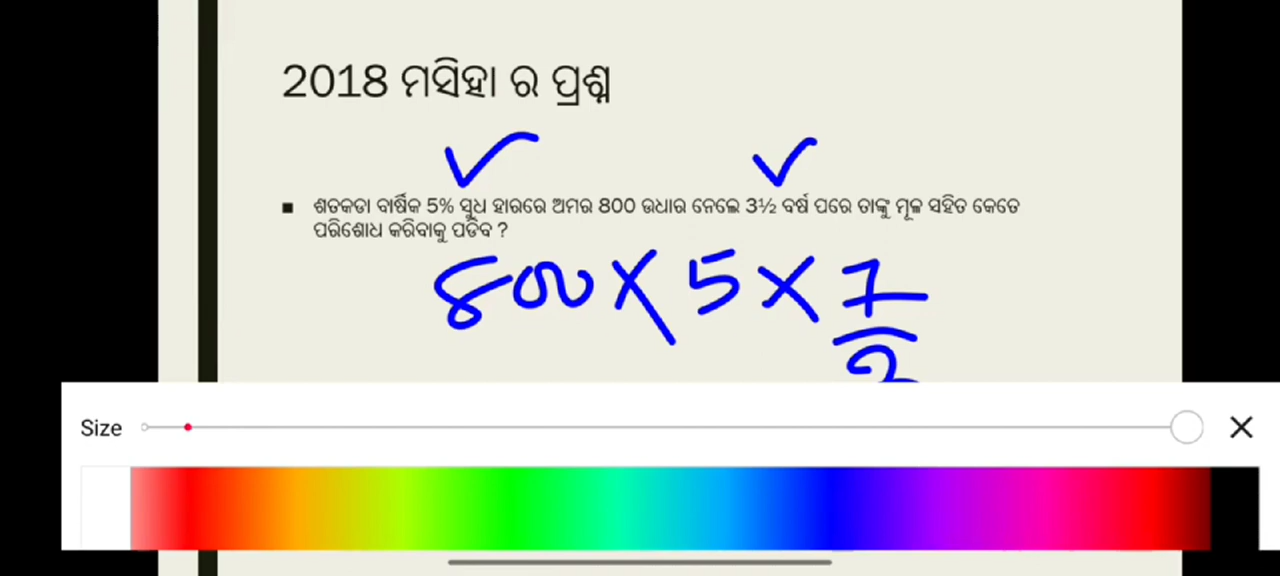 2018 ମସିହା ର ପ୍ରଶ୍ନ
■ ଶତକଡା ବାର୍ଷିକ 5% ସୁଧ ହାରରେ ଅମର 800 ଉଧାର ନେଲେ 3½ ବର୍ଷ ପରେ ତାଙ୍କୁ ମୂଳ ସହିତ କେତେ
ପରିଶୋଧ କରିବାକୁ ପଡିବ ?
800 × 5 × 7/2
Size